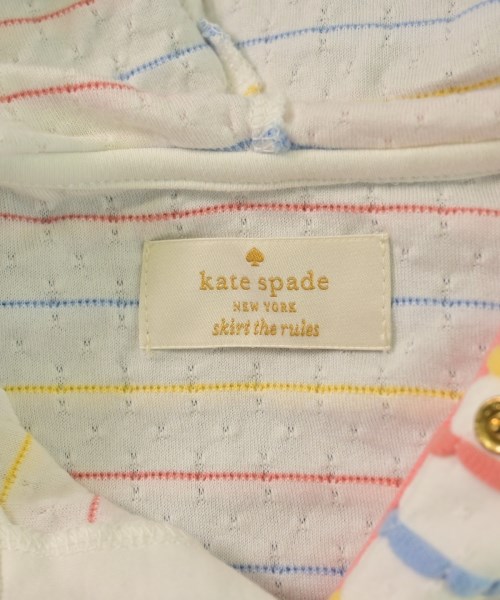 kate spade
NEW YORK
skirt the rules